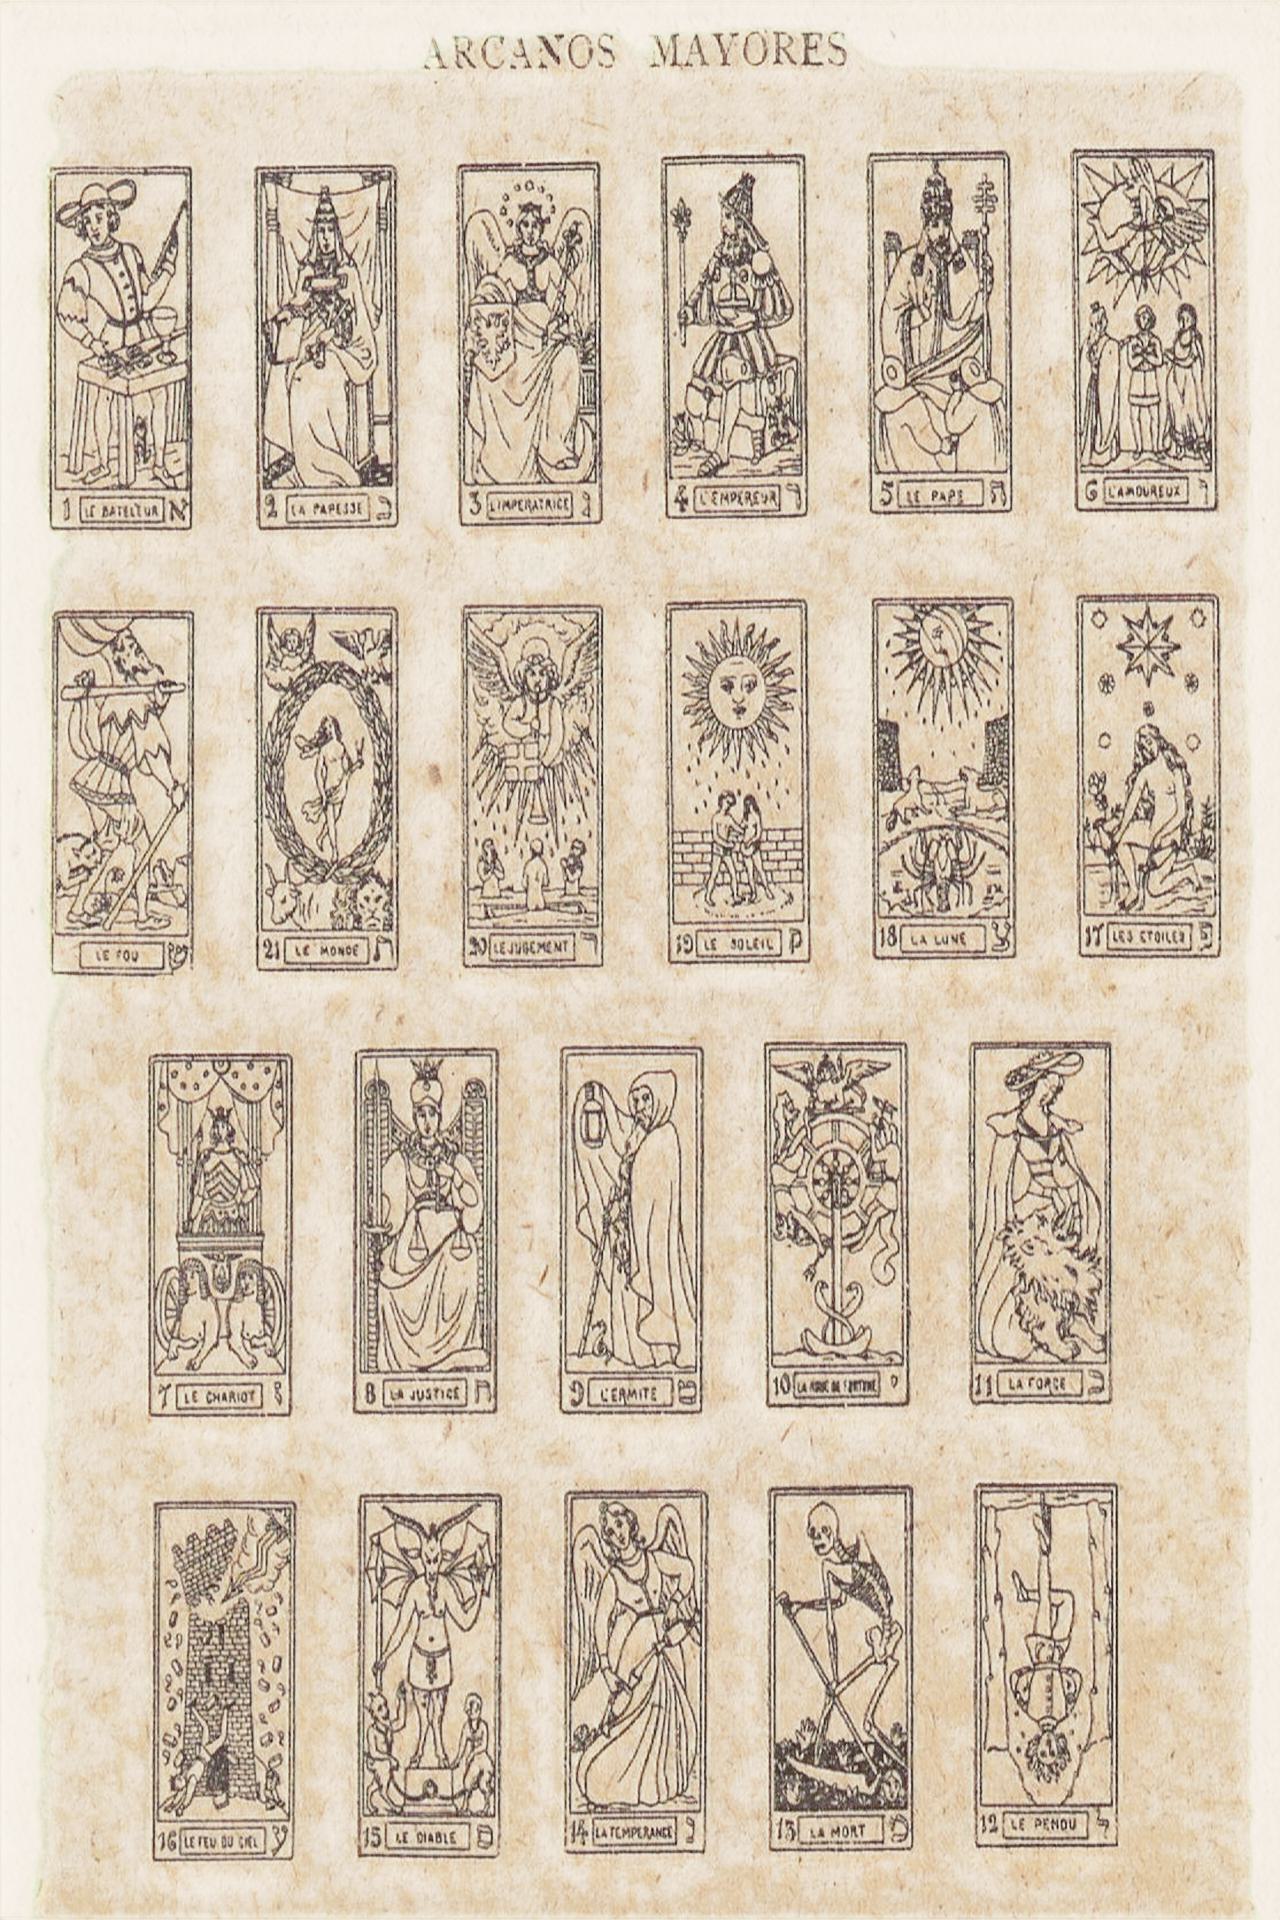 ARCANOS MAYORES
1 LE BATELEUR א
2 LA PAPESSE ב
3 L'IMPERATRICE ג
4 L'EMPEREUR ד
5 LE PAPE ה
6 L'AMOUREUX ו
LE FOU ש
21 LE MONDE ת
20 LE JUGEMENT ר
19 LE SOLEIL ק
18 LA LUNE צ
17 LES ETOILES פ
7 LE CHARIOT ז
8 LA JUSTICE ח
9 L'ERMITE ט
10 LA ROUE DE FORTUNE י
11 LA FORCE כ
16 LE FEU DU CIEL ע
15 LE DIABLE ס
14 LA TEMPERANCE נ
13 LA MORT מ
12 LE PENDU ל